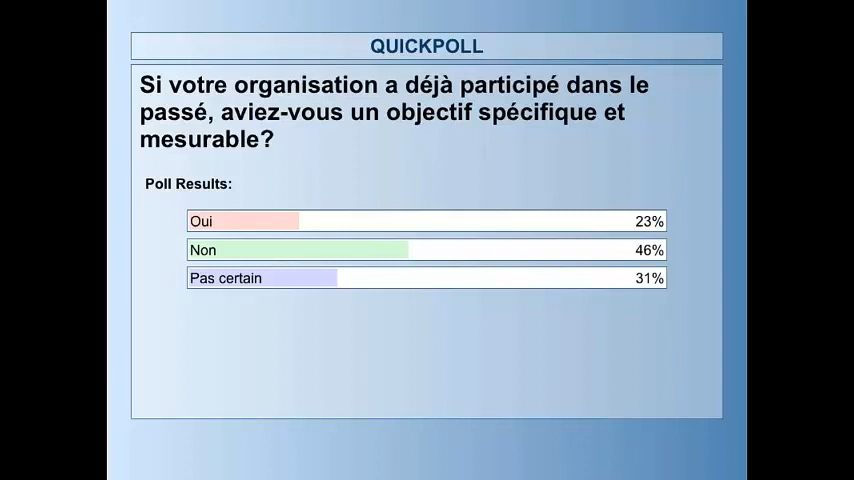 QUICKPOLL
Si votre organisation a déjà participé dans le
passé, aviez-vous un objectif spécifique et
mesurable?
Poll Results:
Oui 23%
Non 46%
Pas certain 31%